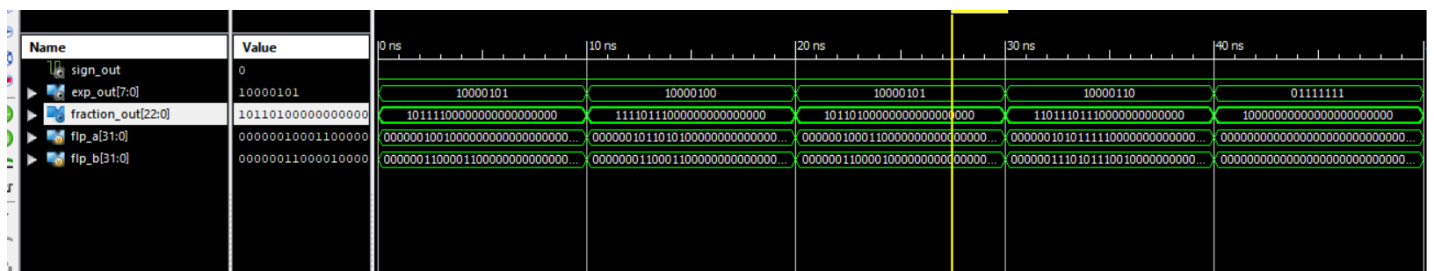 Name Value 0 ns 10 ns 20 ns 30 ns 40 ns
sign_out 0
exp_out[7:0] 10000101 10000101 10000100 10000101 10000110 01111111
fraction_out[22:0] 10110100000000000 10111100000000000000000 11110111000000000000000 10110100000000000000000 11011101110000000000000 10000000000000000000000
flp_a[31:0] 00000010001100000 000000100100000000000000000... 000000101101010000000000000... 000000100011000000000000000... 000000101011111000000000000... 000000000000000000000000000...
flp_b[31:0] 00000011000010000 000000110000110000000000000... 000000110001100000000000000... 000000110000100000000000000... 000000111010111001000000000... 000000000000000000000000000...